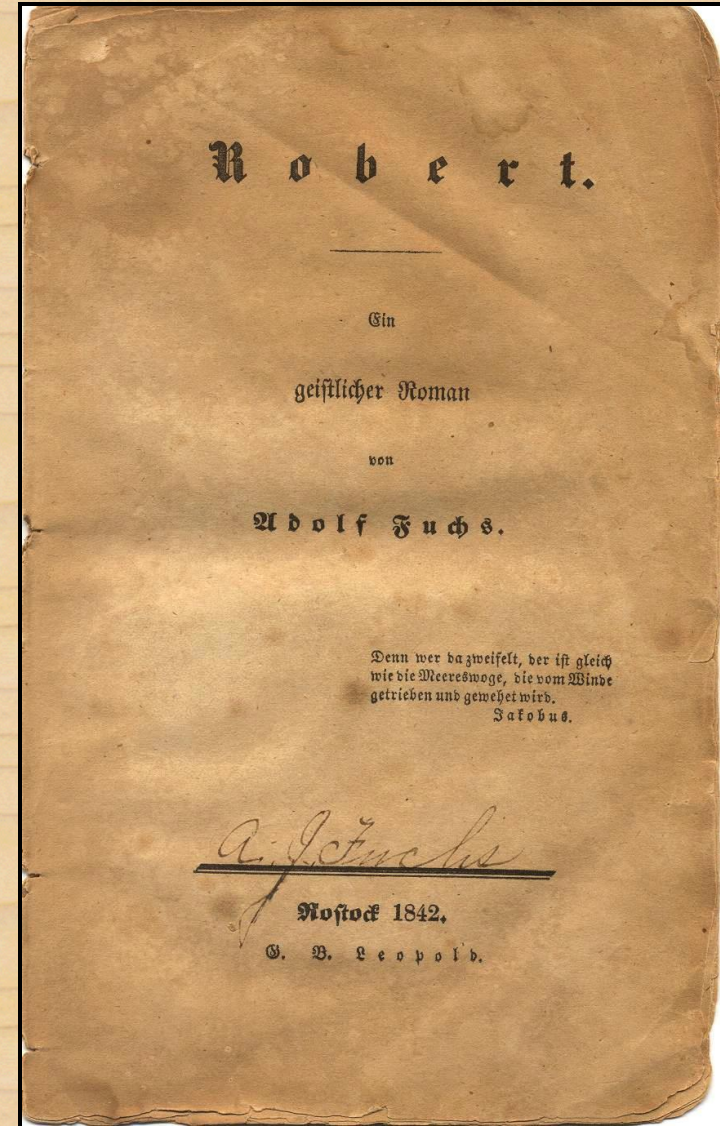 Robert.
Ein
geistlicher Roman
von
Adolf Fuchs.
Denn wer da zweifelt, der ist gleich
wie die Meereswoge, die vom Winde
getrieben und gewehet wird.
Jakobus.
A. J. Fuchs
Rostock 1842.
G. B. Leopold.